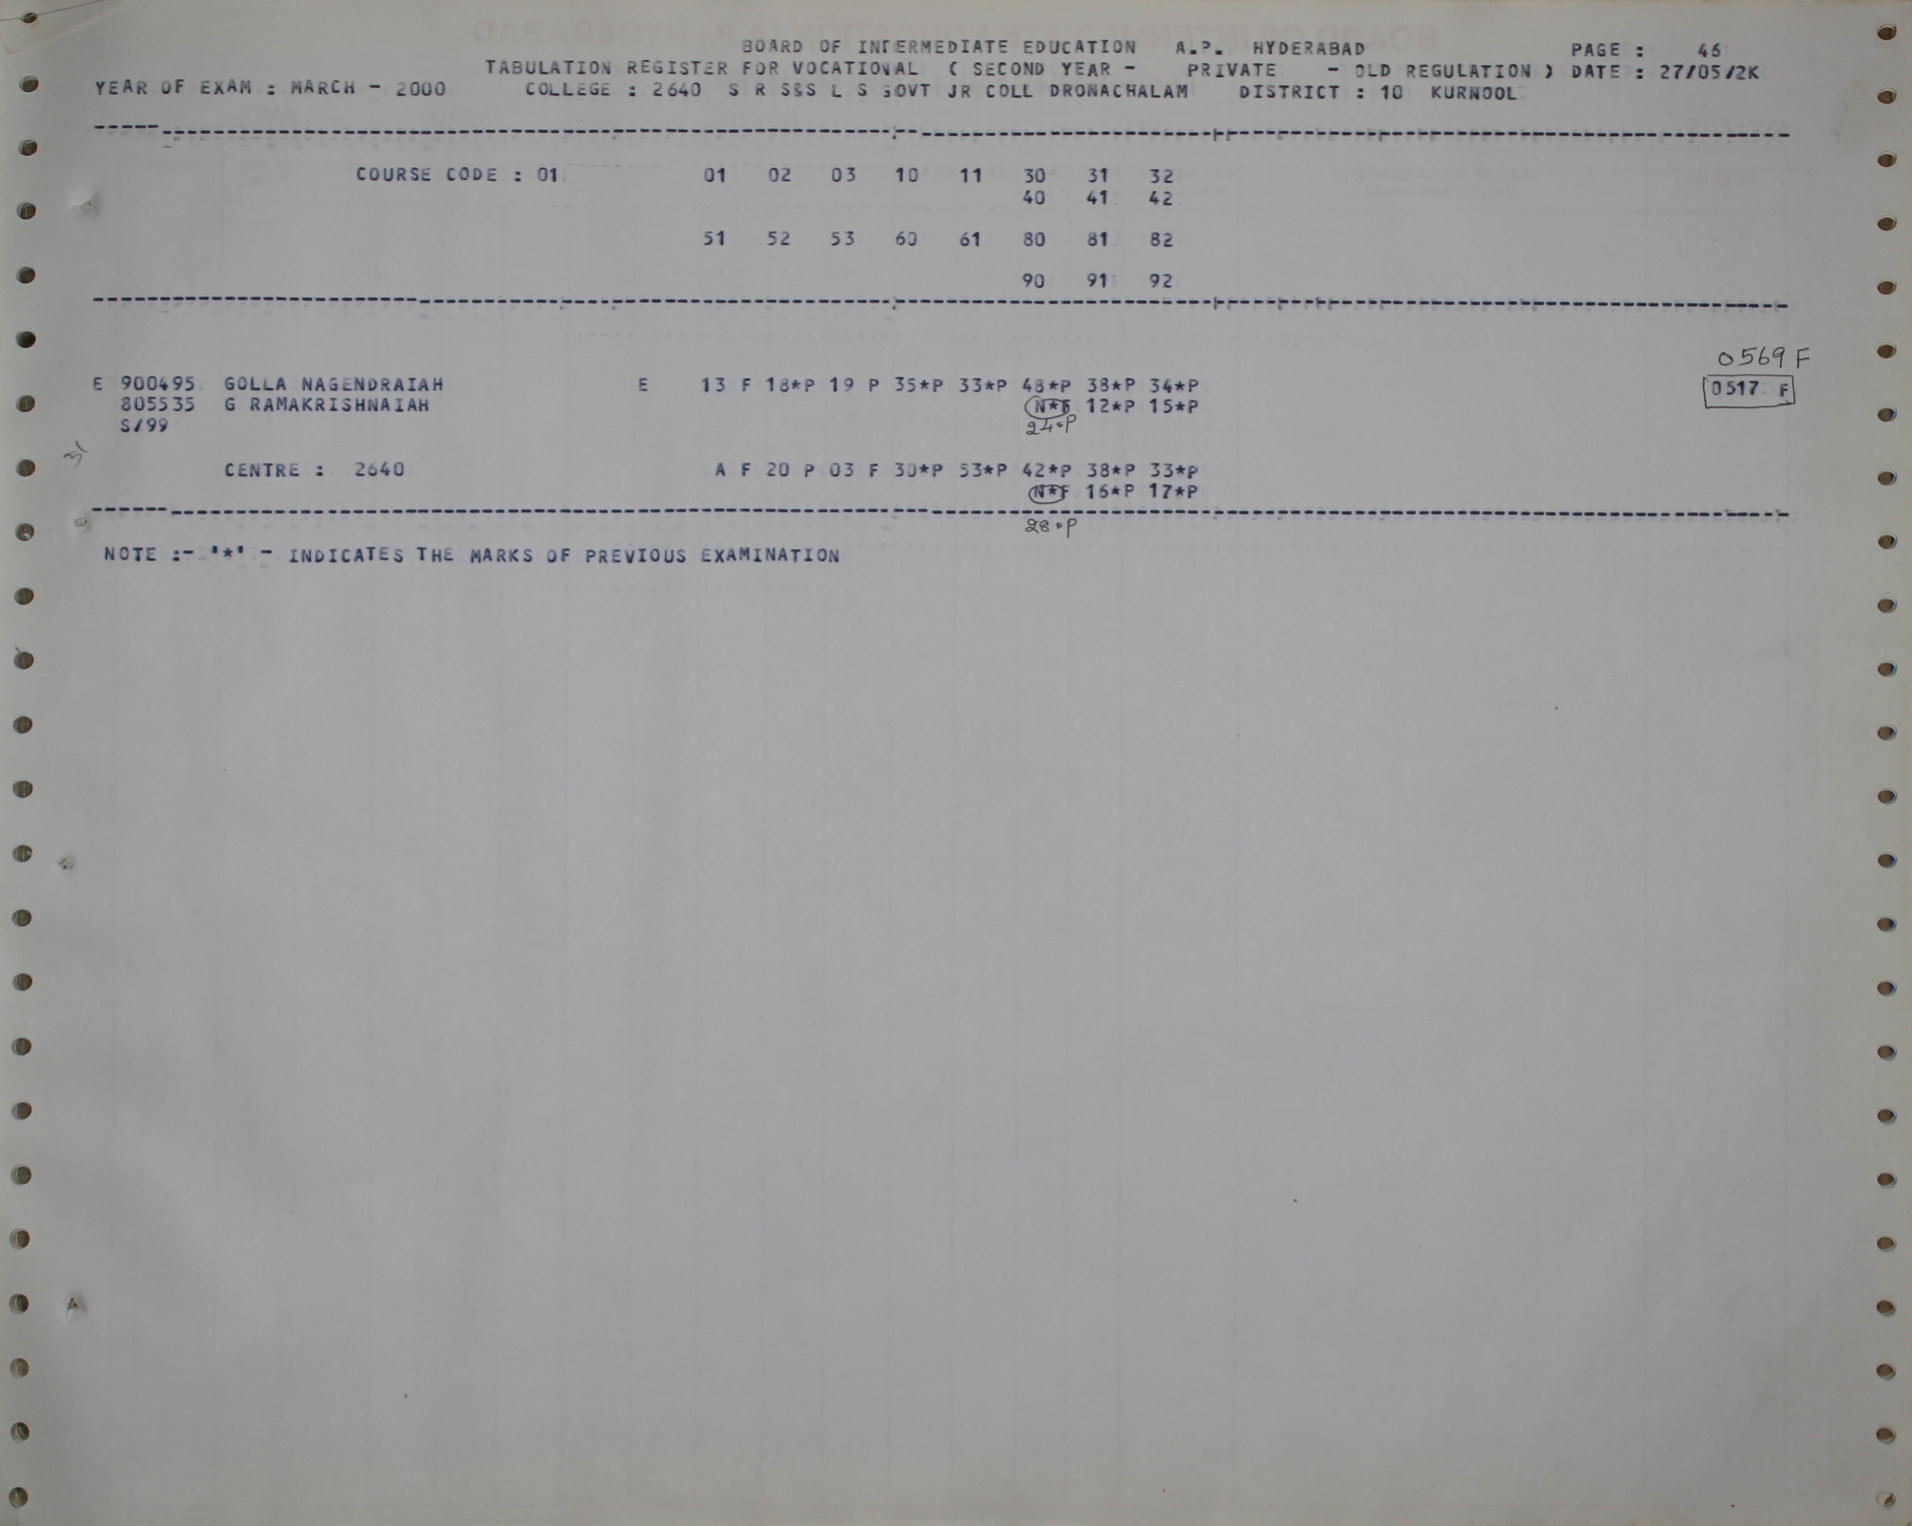 BOARD OF INTERMEDIATE EDUCATION A.P. HYDERABAD PAGE : 46
TABULATION REGISTER FOR VOCATIONAL ( SECOND YEAR - PRIVATE - OLD REGULATION ) DATE : 27/05/2K
YEAR OF EXAM : MARCH - 2000 COLLEGE : 2640 S R S&S L S GOVT JR COLL DRONACHALAM DISTRICT : 10 KURNOOL
COURSE CODE : 01 01 02 03 10 11 30 31 32
40 41 42
51 52 53 60 61 80 81 82
90 91 92
0569 F
E 900495 GOLLA NAGENDRAIAH E 13 F 18*P 19 P 35*P 33*P 48*P 38*P 34*P 0517 F
805535 G RAMAKRISHNAIAH N*F 12*P 15*P
S/99 24*P
CENTRE : 2640 A F 20 P 03 F 30*P 53*P 42*P 38*P 33*P
N*F 16*P 17*P
28*P
NOTE :- '*' - INDICATES THE MARKS OF PREVIOUS EXAMINATION